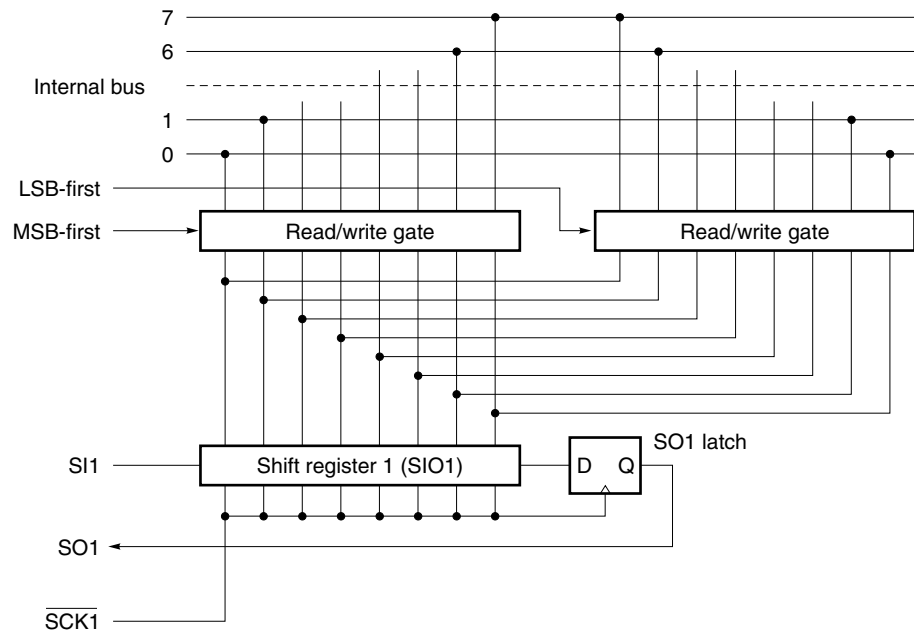 7
6
Internal bus
1
0
LSB-first
MSB-first
Read/write gate
Read/write gate
SO1 latch
SI1
Shift register 1 (SIO1)
D
Q
SO1
S̅C̅K̅1̅